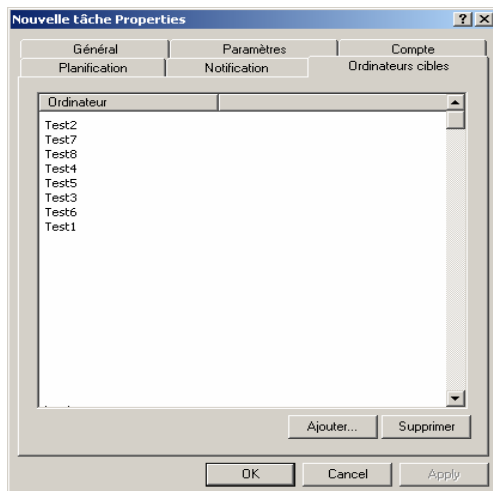 Nouvelle tâche Properties
Général Paramètres Compte
Planification Notification Ordinateurs cibles
Ordinateur
Test2
Test7
Test8
Test4
Test5
Test3
Test6
Test1
Ajouter... Supprimer
OK Cancel Apply